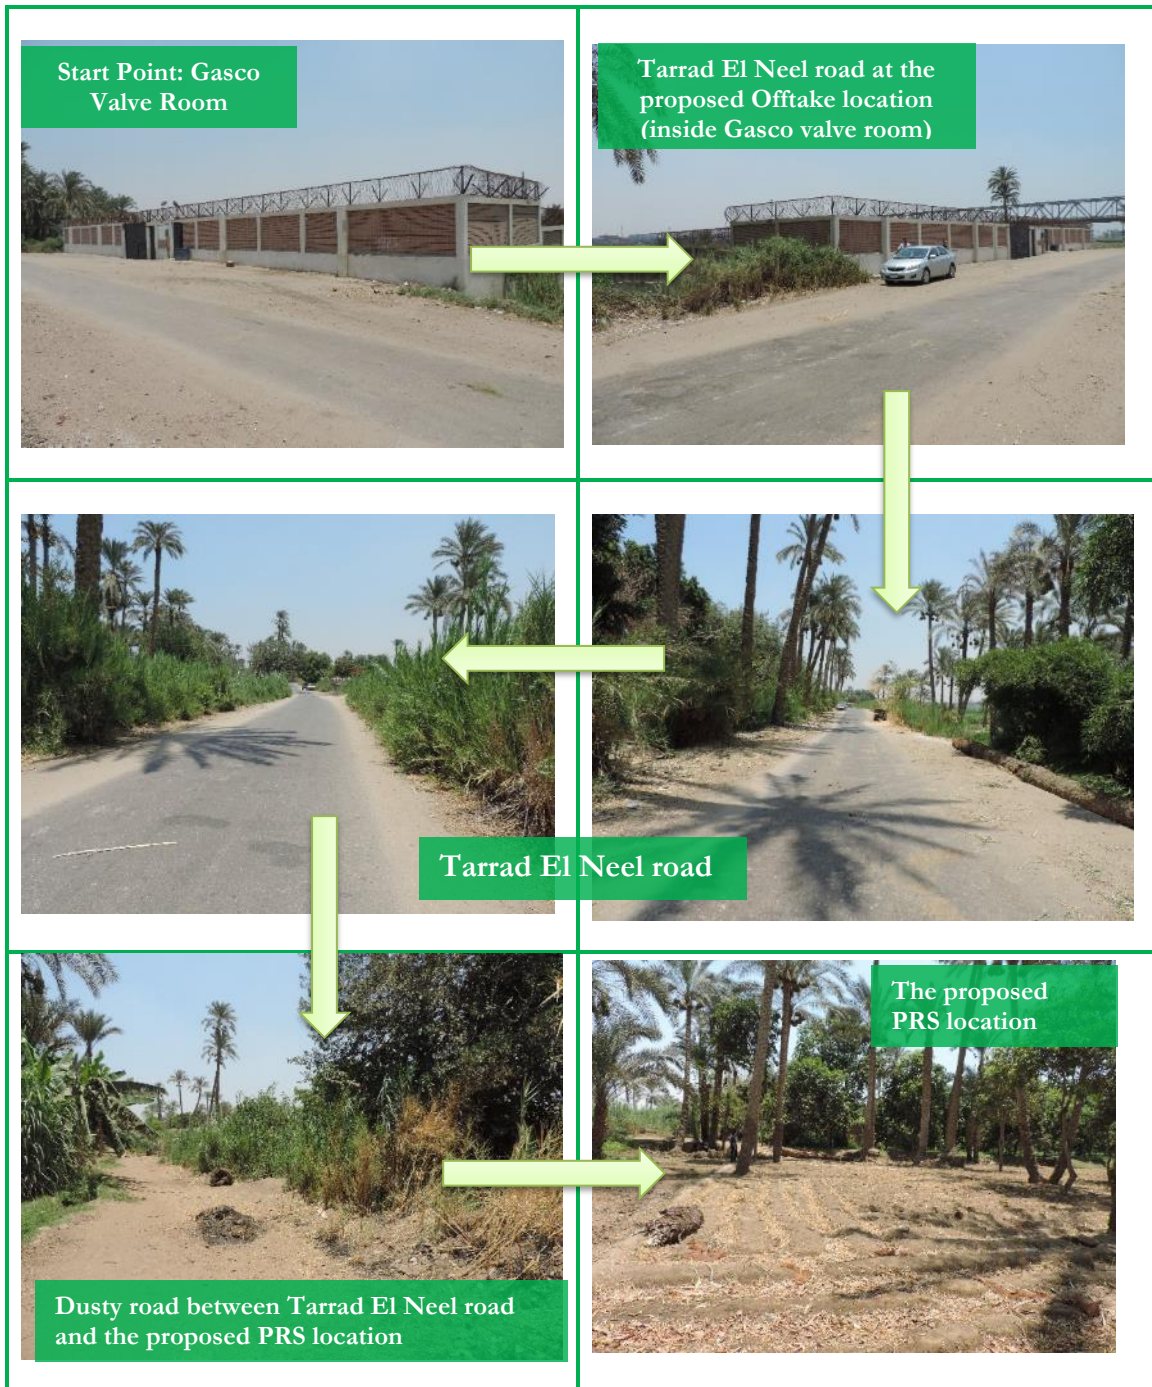 Start Point: Gasco
Valve Room
Tarrad El Neel road at the
proposed Offtake location
(inside Gasco valve room)
Tarrad El Neel road
Dusty road between Tarrad El Neel road
and the proposed PRS location
The proposed
PRS location